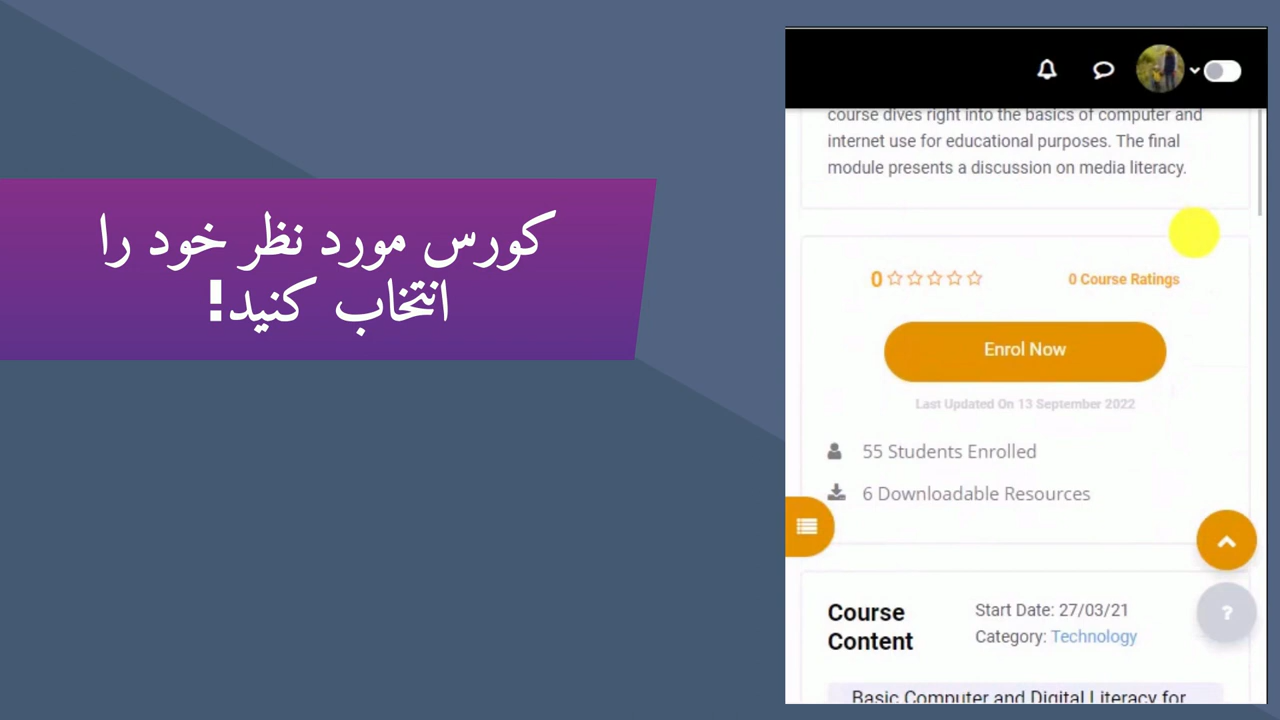 کورس مورد نظر خود را
انتخاب کنید!
course dives right into the basics of computer and
internet use for educational purposes. The final
module presents a discussion on media literacy.
0
0 Course Ratings
Enrol Now
Last Updated On 13 September 2022
55 Students Enrolled
6 Downloadable Resources
Course
Content
Start Date: 27/03/21
Category: Technology
?
Basic Computer and Digital Literacy for